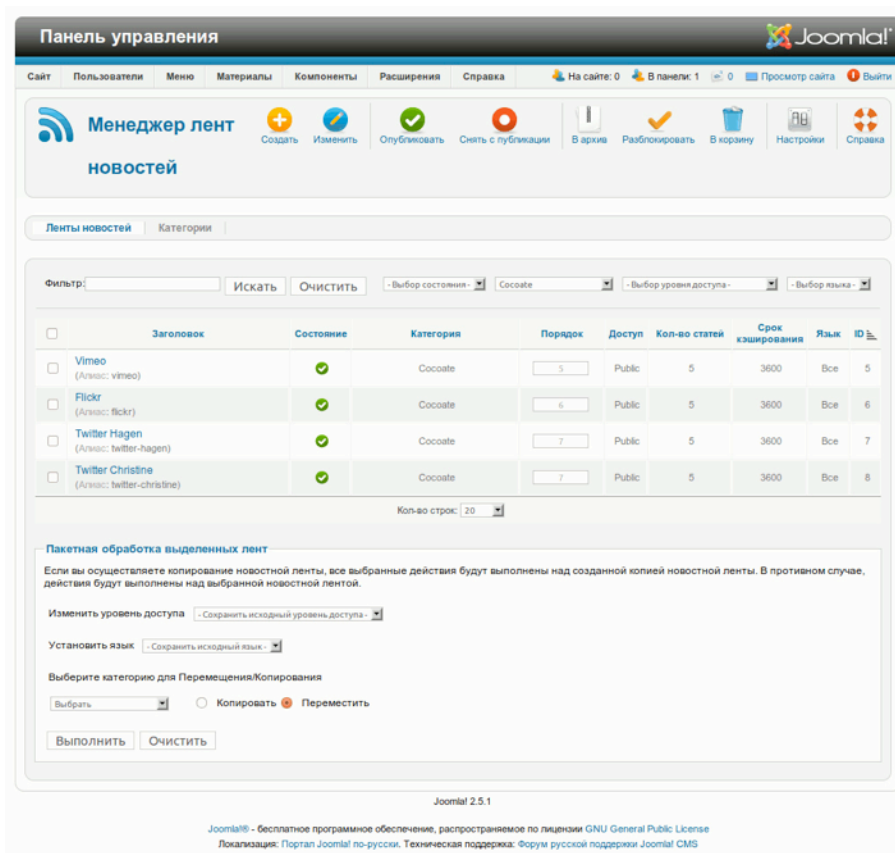 Панель управления
Joomla!
Сайт Пользователи Меню Материалы Компоненты Расширения Справка На сайте: 0 В панели: 1 0 Просмотр сайта Выйти
Менеджер лент новостей
Создать Изменить Опубликовать Снять с публикации В архив Разблокировать В корзину Настройки Справка
Ленты новостей Категории
Фильтр: Искать Очистить - Выбор состояния - Cocoate - Выбор уровня доступа - - Выбор языка -
Заголовок Состояние Категория Порядок Доступ Кол-во статей Срок кэширования Язык ID
Vimeo Cocoate 5 Public 5 3600 Все 5
(Алиас: vimeo)
Flickr Cocoate 6 Public 5 3600 Все 6
(Алиас: flickr)
Twitter Hagen Cocoate 7 Public 5 3600 Все 7
(Алиас: twitter-hagen)
Twitter Christine Cocoate 7 Public 5 3600 Все 8
(Алиас: twitter-christine)
Кол-во строк: 20
Пакетная обработка выделенных лент
Если вы осуществляете копирование новостной ленты, все выбранные действия будут выполнены над созданной копией новостной ленты. В противном случае,
действия будут выполнены над выбранной новостной лентой.
Изменить уровень доступа - Сохранить исходный уровень доступа -
Установить язык - Сохранить исходный язык -
Выберите категорию для Перемещения/Копирования
Выбрать Копировать Переместить
Выполнить Очистить
Joomla! 2.5.1
Joomla!® - бесплатное программное обеспечение, распространяемое по лицензии GNU General Public License
Локализация: Портал Joomla! по-русски. Техническая поддержка: Форум русской поддержки Joomla! CMS